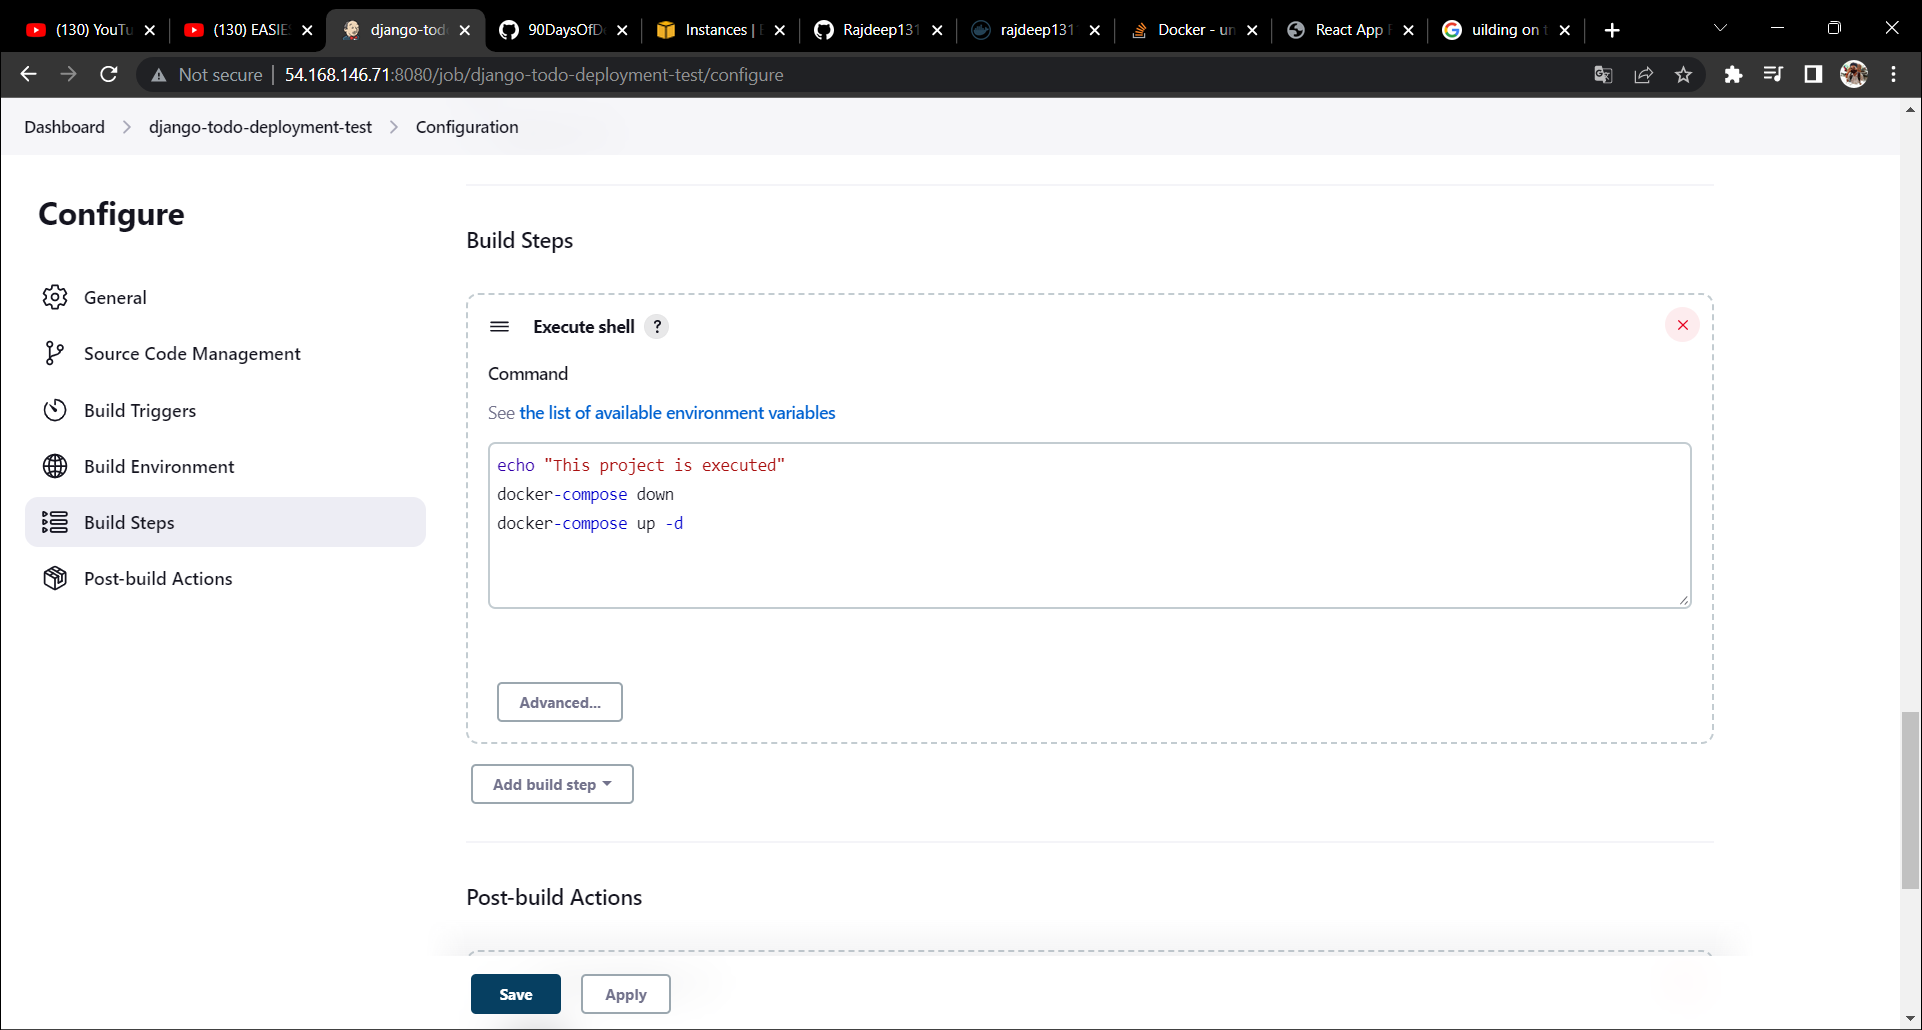 (130) YouTu
(130) EASIES
django-tod
90DaysOfDe
Instances | E
Rajdeep131
rajdeep131
Docker - un
React App F
uilding on t
Not secure | 54.168.146.71:8080/job/django-todo-deployment-test/configure
Dashboard > django-todo-deployment-test > Configuration
Configure
General
Source Code Management
Build Triggers
Build Environment
Build Steps
Post-build Actions
Build Steps
Execute shell ?
Command
See the list of available environment variables
echo "This project is executed"
docker-compose down
docker-compose up -d
Advanced...
Add build step
Post-build Actions
Save
Apply